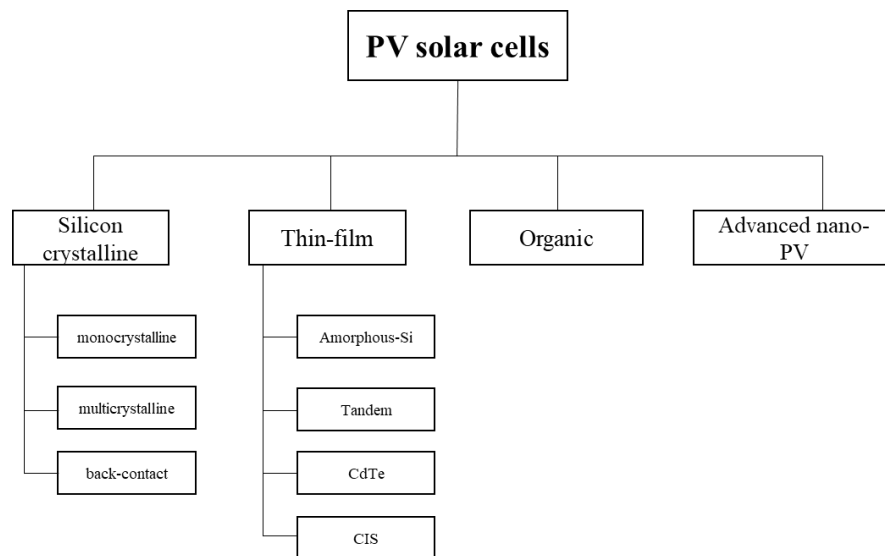 PV solar cells
Silicon
crystalline
Thin-film
Organic
Advanced nano-
PV
monocrystalline
multicrystalline
back-contact
Amorphous-Si
Tandem
CdTe
CIS